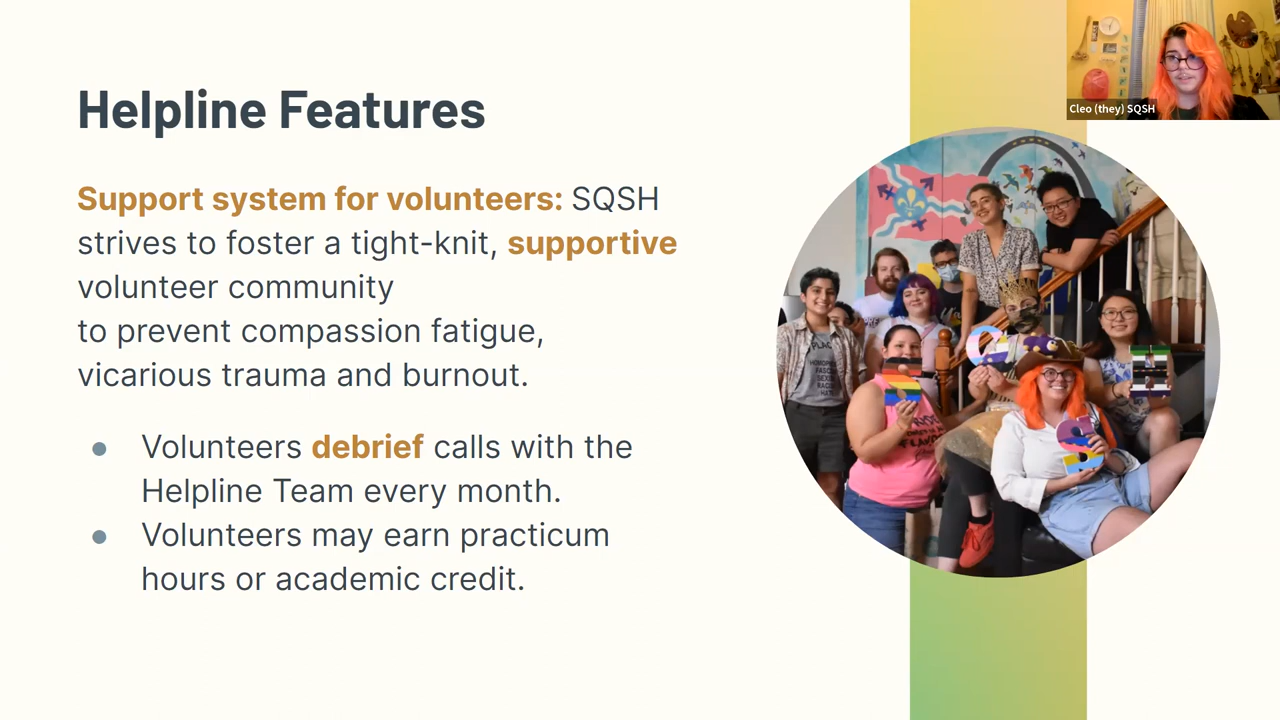 Helpline Features
Support system for volunteers: SQSH
strives to foster a tight-knit, supportive
volunteer community
to prevent compassion fatigue,
vicarious trauma and burnout.
● Volunteers debrief calls with the
Helpline Team every month.
● Volunteers may earn practicum
hours or academic credit.
Cleo (they) SQSH
S
Q
S
H